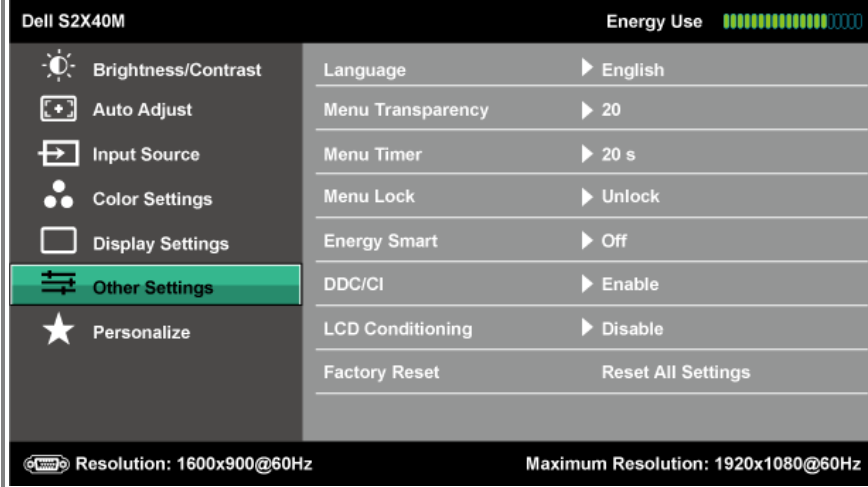 Dell S2X40M Energy Use
Brightness/Contrast Language English
Auto Adjust Menu Transparency 20
Input Source Menu Timer 20 s
Color Settings Menu Lock Unlock
Display Settings Energy Smart Off
Other Settings DDC/CI Enable
Personalize LCD Conditioning Disable
Factory Reset Reset All Settings
Resolution: 1600x900@60Hz Maximum Resolution: 1920x1080@60Hz